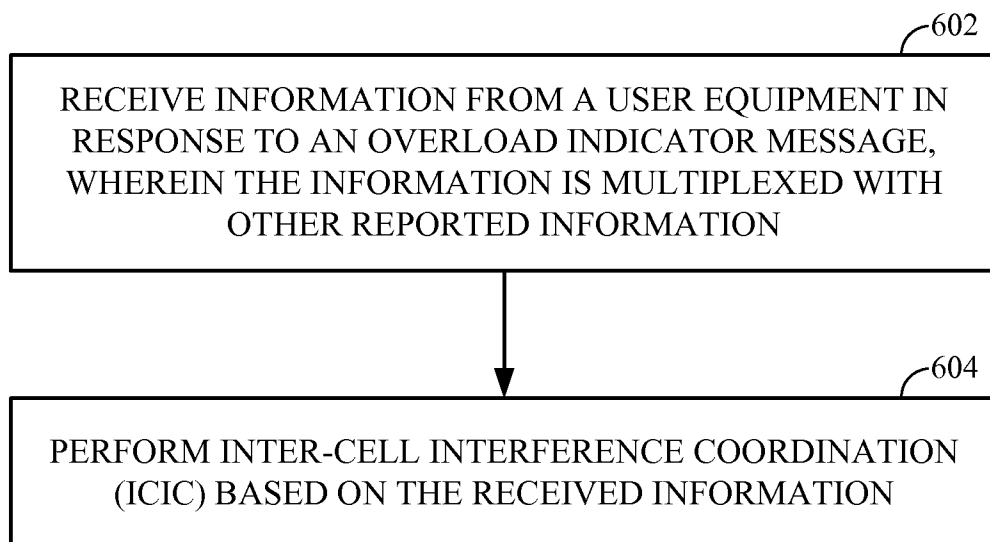 602
RECEIVE INFORMATION FROM A USER EQUIPMENT IN
RESPONSE TO AN OVERLOAD INDICATOR MESSAGE,
WHEREIN THE INFORMATION IS MULTIPLEXED WITH
OTHER REPORTED INFORMATION
604
PERFORM INTER-CELL INTERFERENCE COORDINATION
(ICIC) BASED ON THE RECEIVED INFORMATION